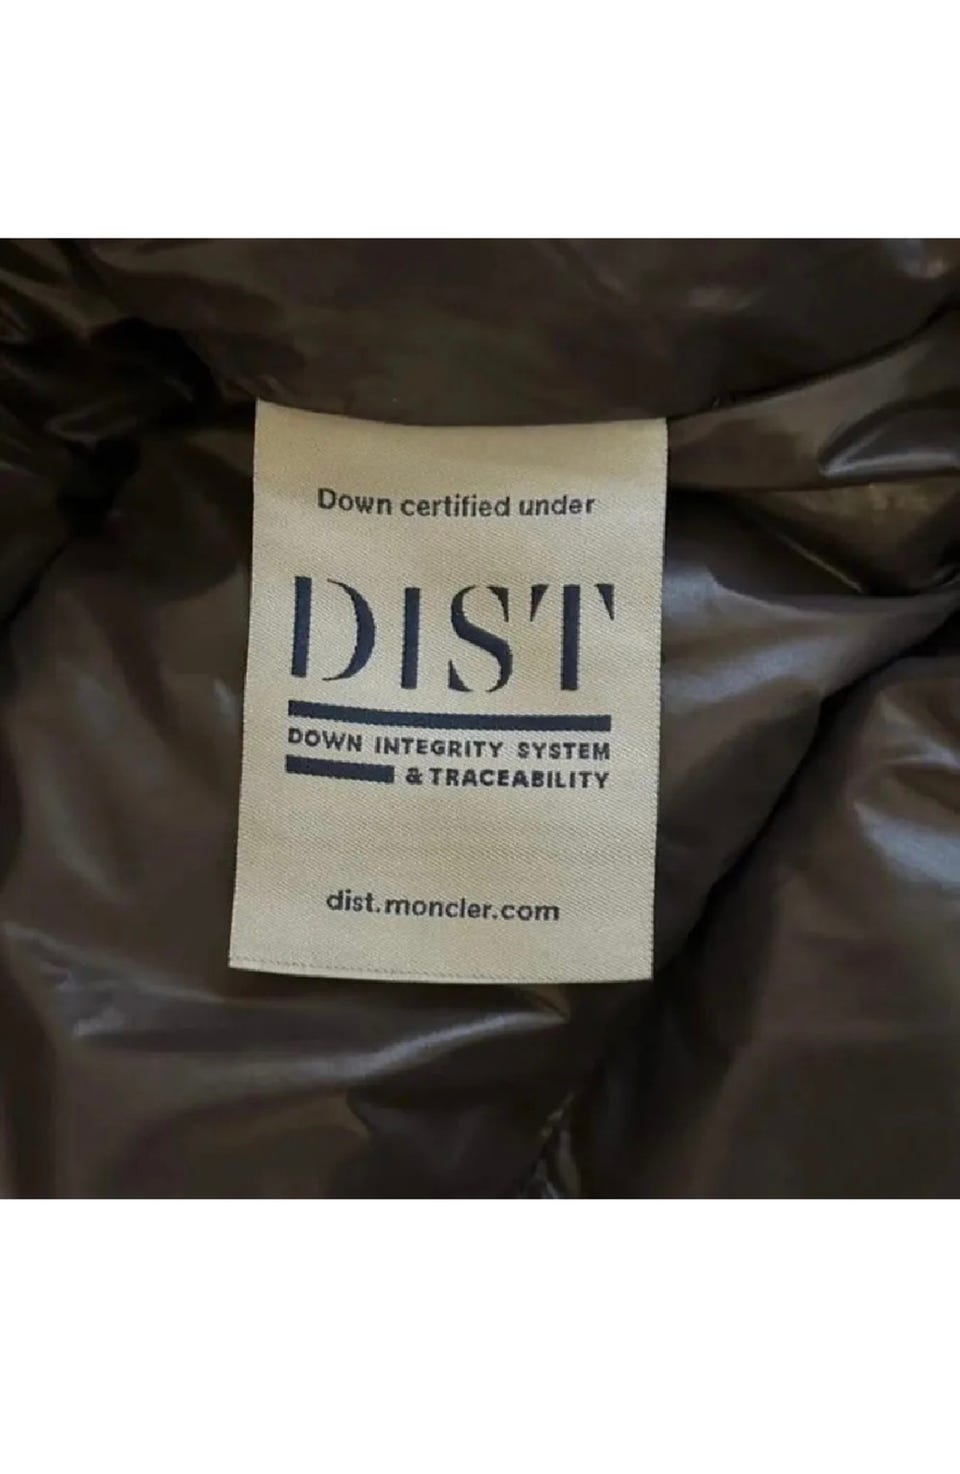 Down certified under
DIST
DOWN INTEGRITY SYSTEM
& TRACEABILITY
dist.moncler.com